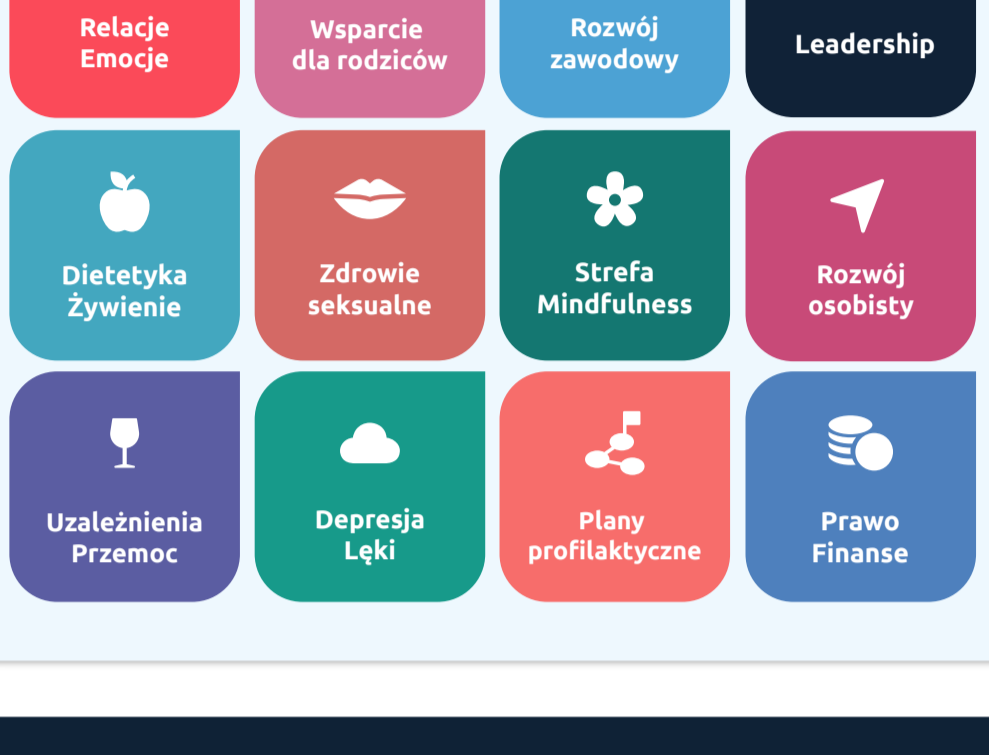 Relacje
Emocje
Wsparcie
dla rodziców
Rozwój
zawodowy
Leadership
Dietetyka
Żywienie
Zdrowie
seksualne
Strefa
Mindfulness
Rozwój
osobisty
Uzależnienia
Przemoc
Depresja
Lęki
Plany
profilaktyczne
Prawo
Finanse